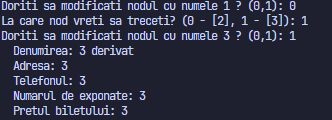 Doriti sa modificati nodul cu numele 1 ? (0,1): 0
La care nod vreti sa treceti? (0 - [2], 1 - [3]): 1
Doriti sa modificati nodul cu numele 3 ? (0,1): 1
Denumirea: 3 derivat
Adresa: 3
Telefonul: 3
Numarul de exponate: 3
Pretul biletului: 3